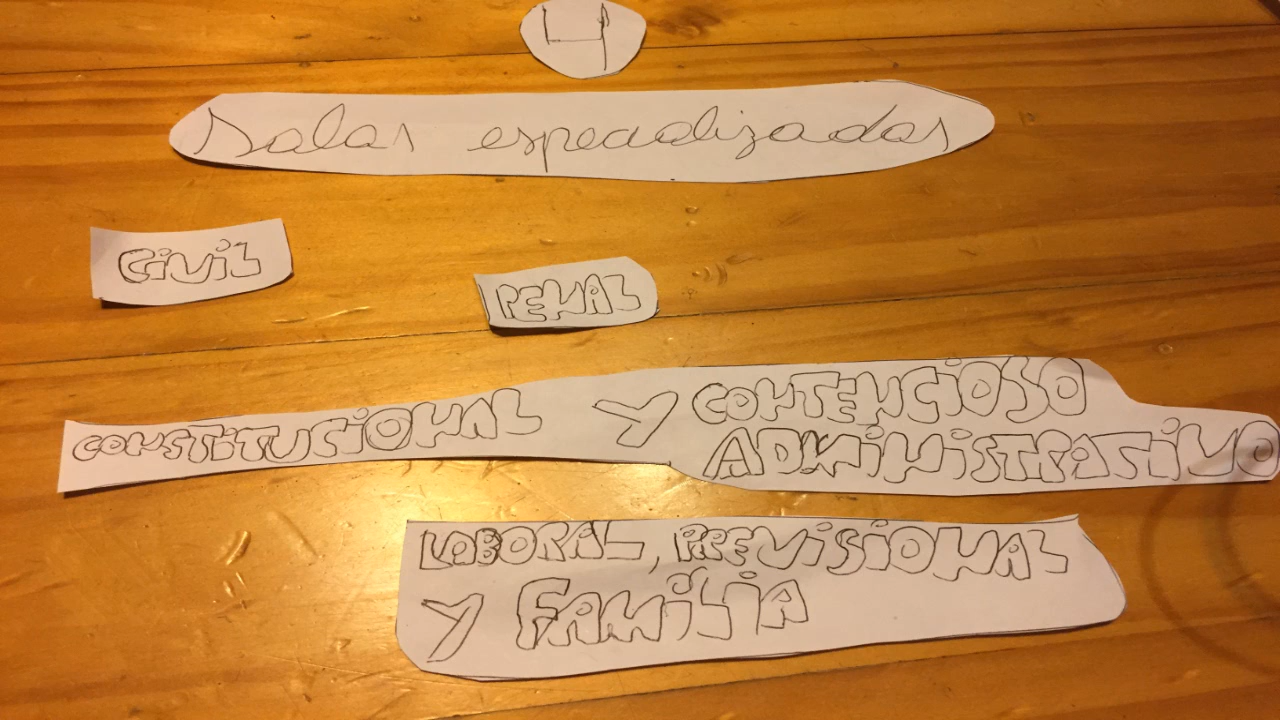 4
Salas especializadas
CIVIL
PENAL
CONSTITUCIONAL Y CONTENCIOSO
ADMINISTRATIVO
LABORAL, PREVISIONAL
Y FAMILIA